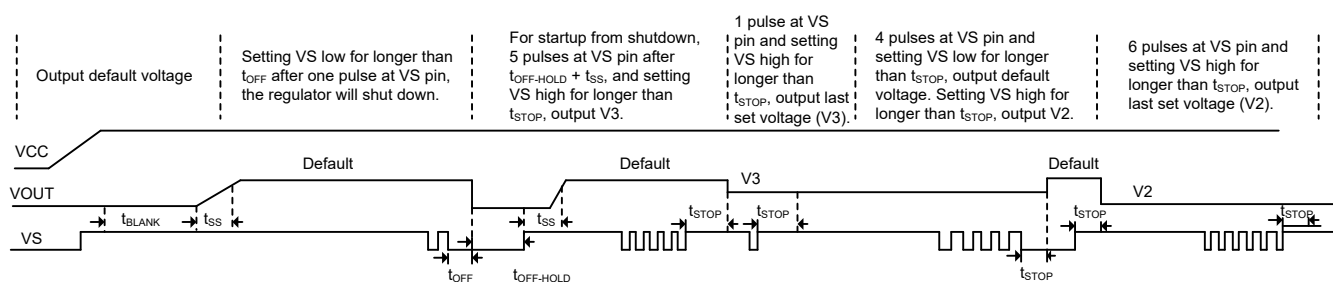 Output default voltage
Setting VS low for longer than
tOFF after one pulse at VS pin,
the regulator will shut down.
For startup from shutdown,
5 pulses at VS pin after
tOFF-HOLD + tSS, and setting
VS high for longer than
tSTOP, output V3.
1 pulse at VS
pin and setting
VS high for
longer than
tSTOP, output last
set voltage (V3).
4 pulses at VS pin and
setting VS low for longer
than tSTOP, output default
voltage. Setting VS high for
longer than tSTOP, output V2.
6 pulses at VS pin and
setting VS high for
longer than tSTOP, output
last set voltage (V2).
VCC
Default
Default
Default
VOUT
V3
V2
tBLANK
tSS
tSS
tSTOP
tSTOP
tSTOP
tSTOP
VS
tOFF
tOFF-HOLD
tSTOP